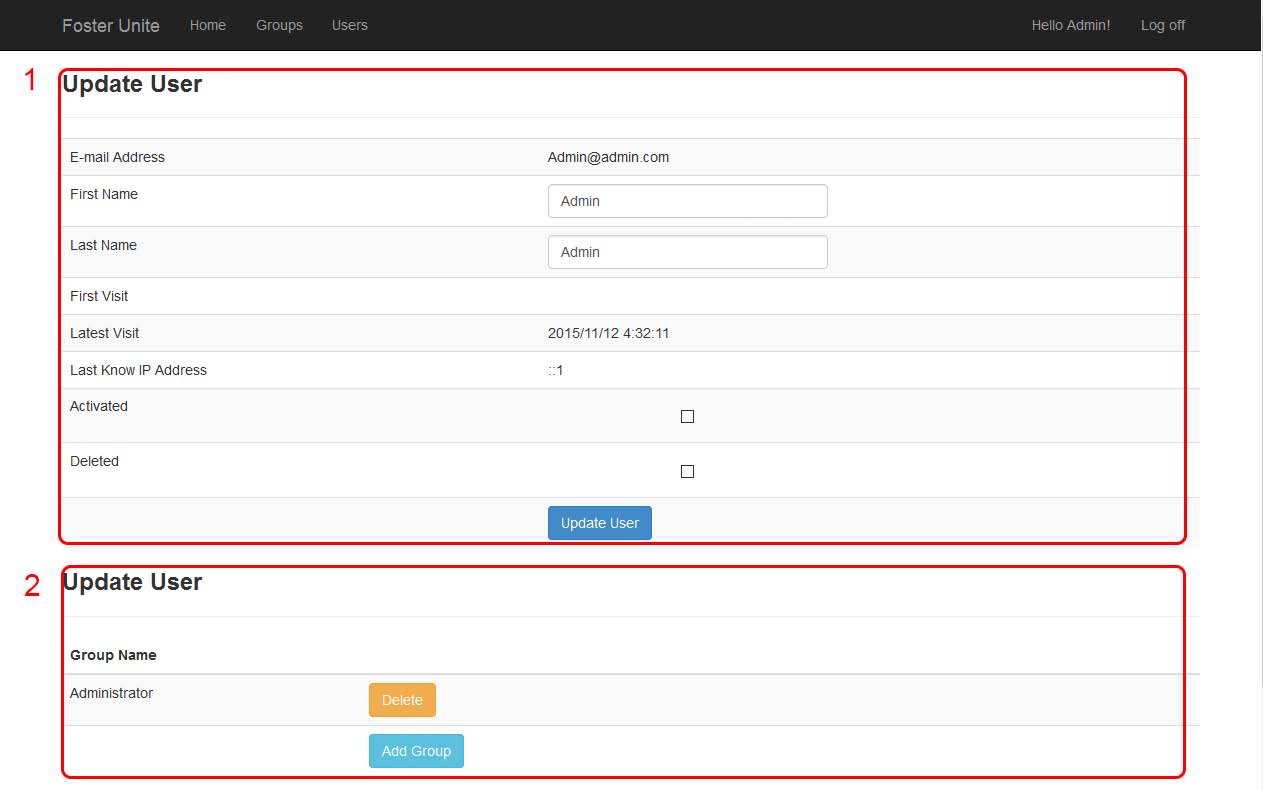 Foster Unite Home Groups Users Hello Admin! Log off
1
Update User
E-mail Address Admin@admin.com
First Name Admin
Last Name Admin
First Visit
Latest Visit 2015/11/12 4:32:11
Last Know IP Address ::1
Activated
Deleted
Update User
2
Update User
Group Name
Administrator Delete
Add Group